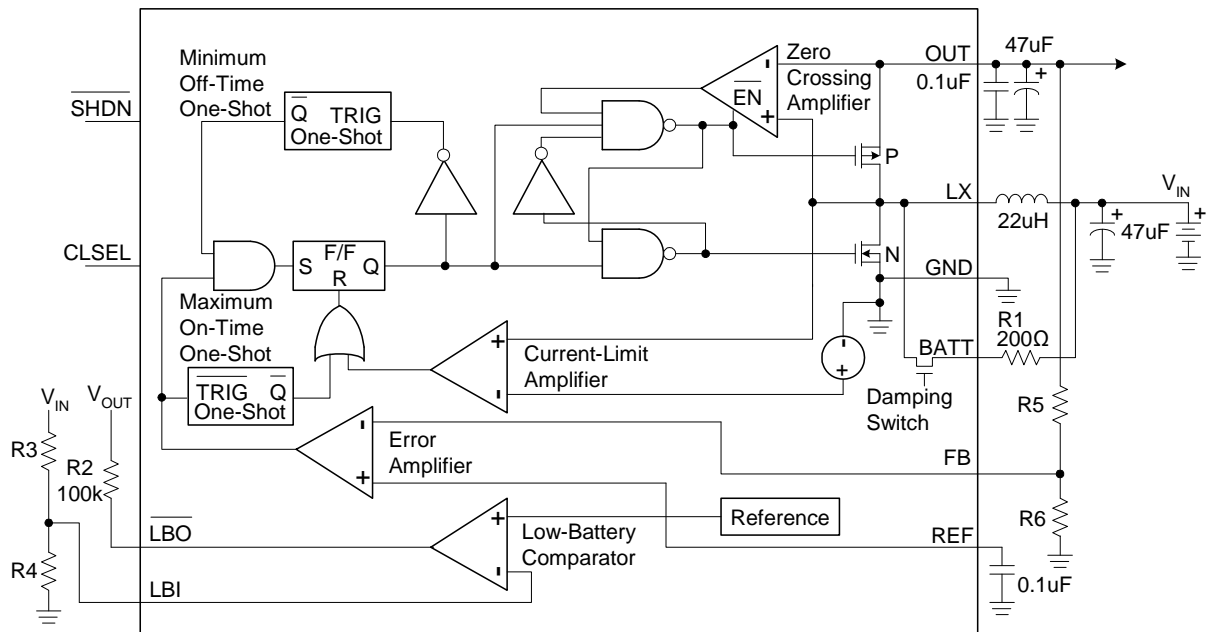 Minimum
Off-Time
One-Shot
Q TRIG
One-Shot
SHDN
CLSEL
S F/F Q
R
Maximum
On-Time
One-Shot
TRIG Q
One-Shot
VIN
VOUT
R3
R2
100k
R4
LBO
LBI
-
EN
+
Zero
Crossing
Amplifier
P
N
OUT
0.1uF
47uF
+
LX
22uH
VIN
+
47uF
+
GND
R1
200Ω
BATT
Damping
Switch
-
+
+
-
Current-Limit
Amplifier
-
+
Error
Amplifier
+
-
Low-Battery
Comparator
Reference
FB
REF
R5
R6
0.1uF